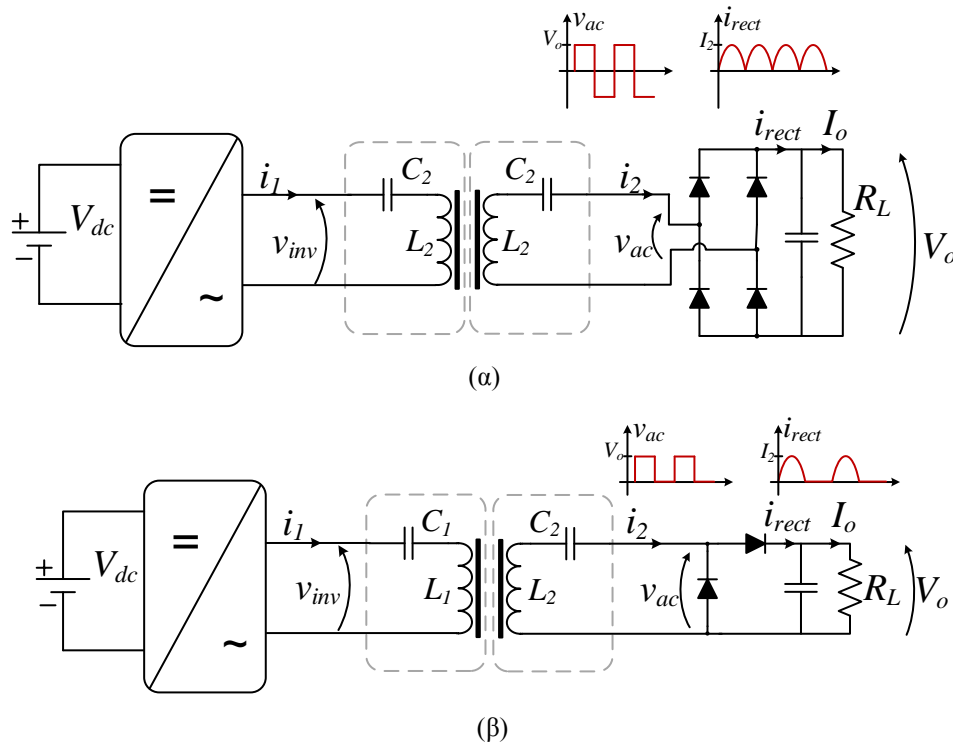 v_ac i_rect
V_o I_2
i_rect I_o
= i_1 C_2 C_2 i_2
+ V_dc v_inv L_2 L_2 v_ac R_L V_o
−
~
(α)
v_ac i_rect
V_o I_2
= i_1 C_1 C_2 i_2 i_rect I_o
+ V_dc v_inv L_1 L_2 v_ac R_L V_o
−
~
(β)